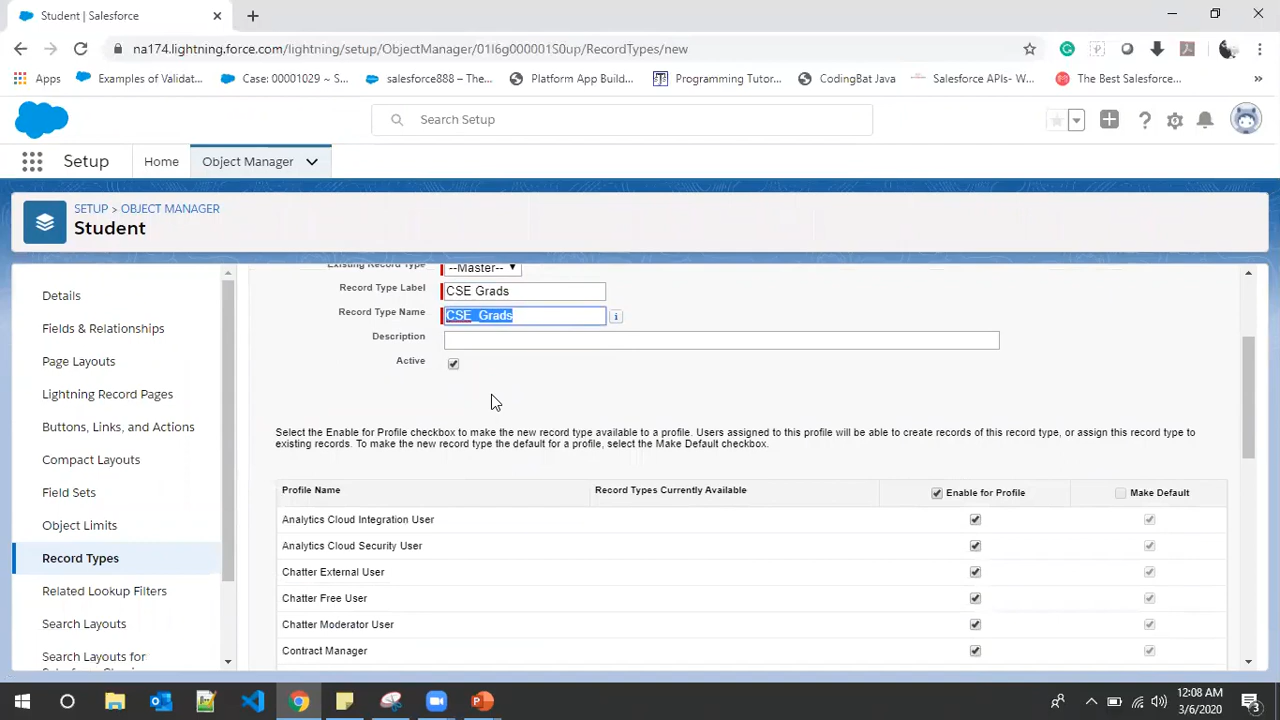 Student | Salesforce
na174.lightning.force.com/lightning/setup/ObjectManager/01I6g000001S0up/RecordTypes/new
Apps
Examples of Validat...
Case: 00001029 ~ S...
salesforce888 – The...
Platform App Build...
Programming Tutor...
CodingBat Java
Salesforce APIs- W...
The Best Salesforce...
»
Search Setup
Setup
Home
Object Manager
SETUP > OBJECT MANAGER
Student
Details
Fields & Relationships
Page Layouts
Lightning Record Pages
Buttons, Links, and Actions
Compact Layouts
Field Sets
Object Limits
Record Types
Related Lookup Filters
Search Layouts
Search Layouts for
Existing Record Type --Master--
Record Type Label CSE Grads
Record Type Name CSE_Grads i
Description
Active
Select the Enable for Profile checkbox to make the new record type available to a profile. Users assigned to this profile will be able to create records of this record type, or assign this record type to
existing records. To make the new record type the default for a profile, select the Make Default checkbox.
Profile Name Record Types Currently Available Enable for Profile Make Default
Analytics Cloud Integration User
Analytics Cloud Security User
Chatter External User
Chatter Free User
Chatter Moderator User
Contract Manager
12:08 AM
3/6/2020
3